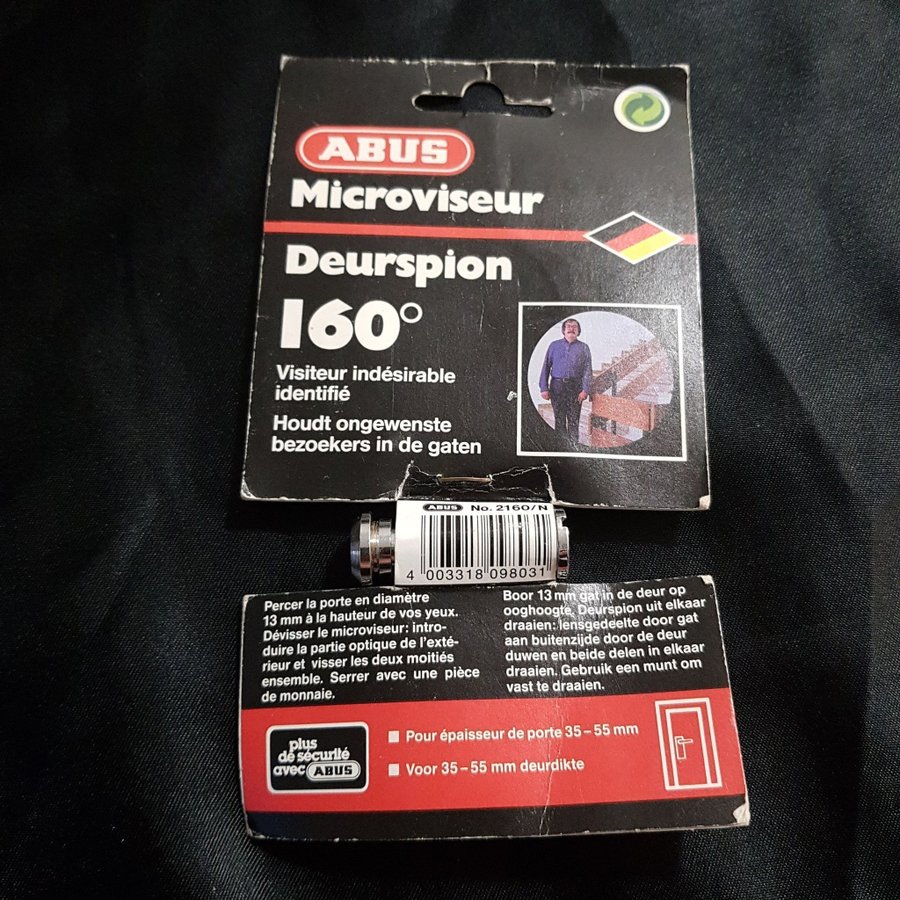 ABUS
Microviseur
Deurspion
160°
Visiteur indésirable
identifié
Houdt ongewenste
bezoekers in de gaten
ABUS No. 2160/N
4 003318 098031
Percer la porte en diamètre
13 mm à la hauteur de vos yeux.
Dévisser le microviseur: intro-
duire la partie optique de l'exté-
rieur et visser les deux moitiés
ensemble. Serrer avec une pièce
de monnaie.
Boor 13 mm gat in de deur op
ooghoogte. Deurspion uit elkaar
draaien: lensgedeelte door gat
aan buitenzijde door de deur
duwen en beide delen in elkaar
draaien. Gebruik een munt om
vast te draaien.
plus
de sécurité
avec ABUS
Pour épaisseur de porte 35–55 mm
Voor 35–55 mm deurdikte